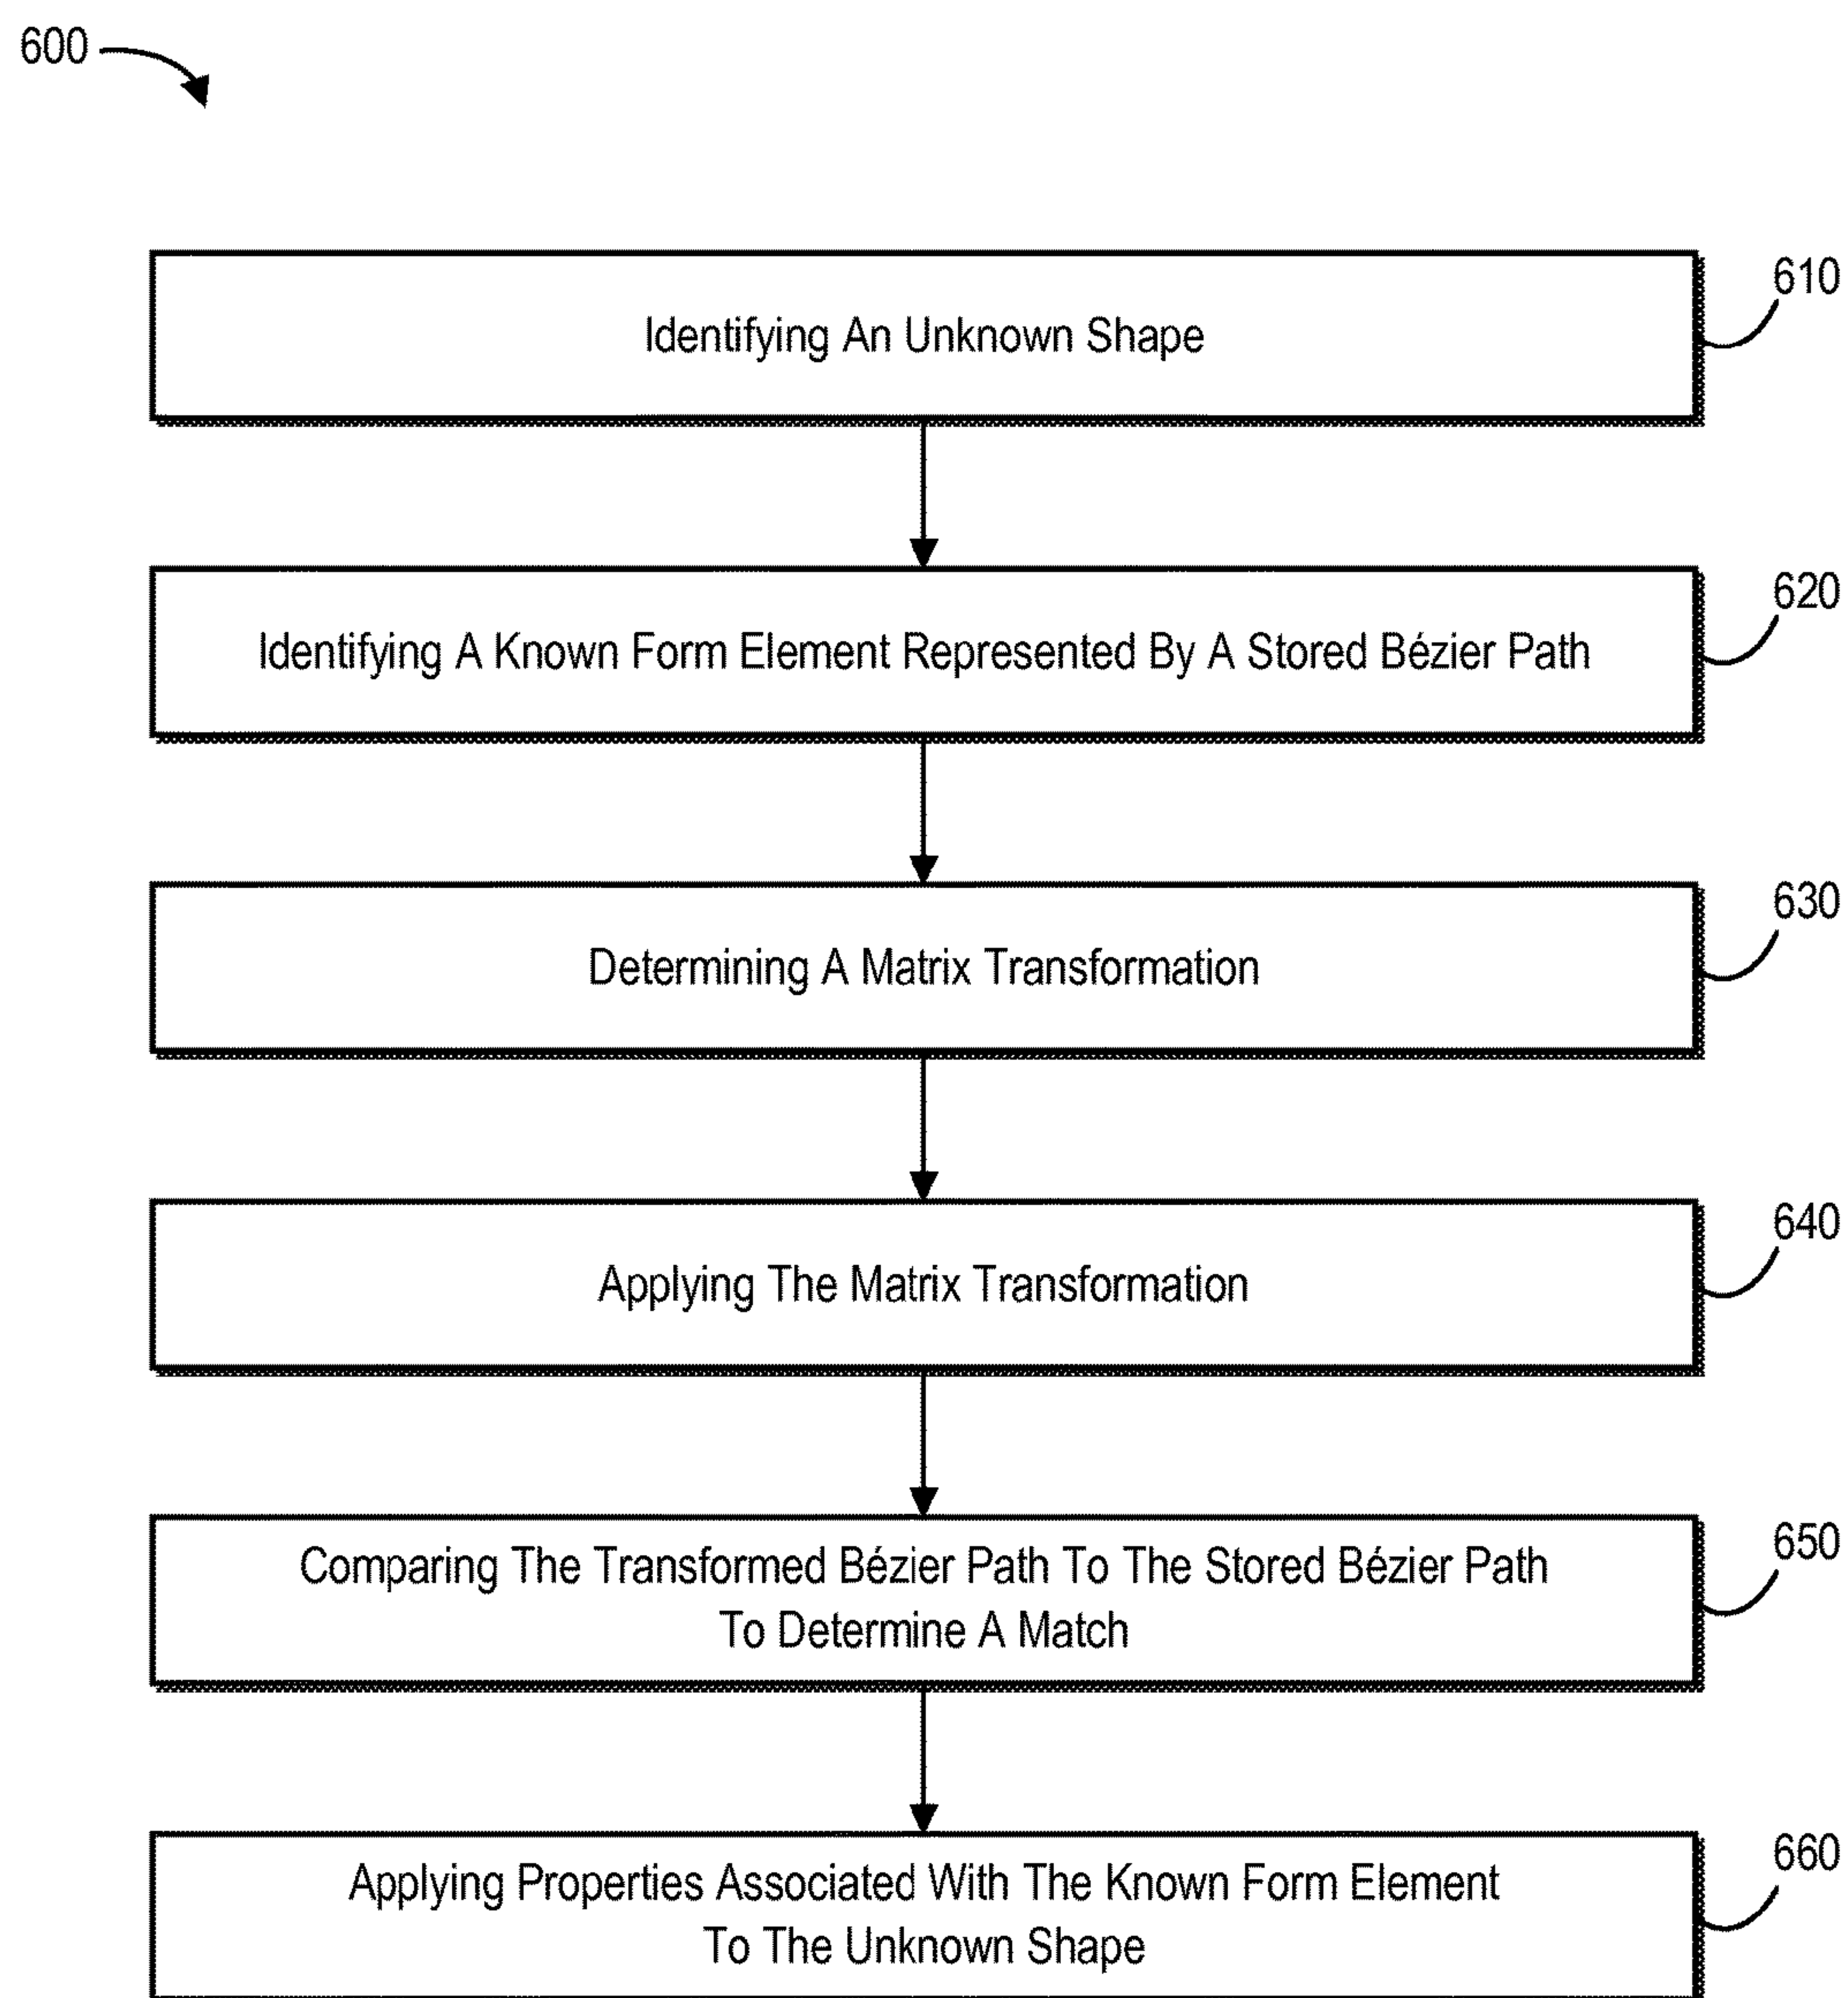 600
610
Identifying An Unknown Shape
620
Identifying A Known Form Element Represented By A Stored Bézier Path
630
Determining A Matrix Transformation
640
Applying The Matrix Transformation
650
Comparing The Transformed Bézier Path To The Stored Bézier Path
To Determine A Match
660
Applying Properties Associated With The Known Form Element
To The Unknown Shape